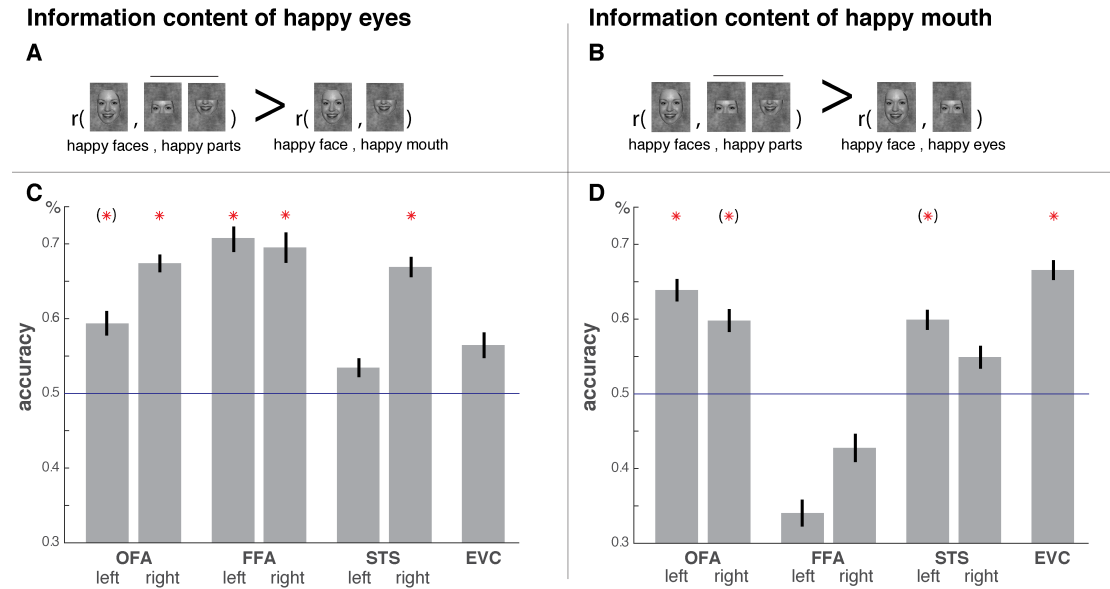 Information content of happy eyes
A
r( , ) > r( , )
happy faces , happy parts happy face , happy mouth
Information content of happy mouth
B
r( , ) > r( , )
happy faces , happy parts happy face , happy eyes
C
%
(*) * * * *
0.7
0.6
0.5
0.4
0.3
accuracy
OFA FFA STS EVC
left right left right left right
D
%
* (*) (*) *
0.7
0.6
0.5
0.4
0.3
accuracy
OFA FFA STS EVC
left right left right left right